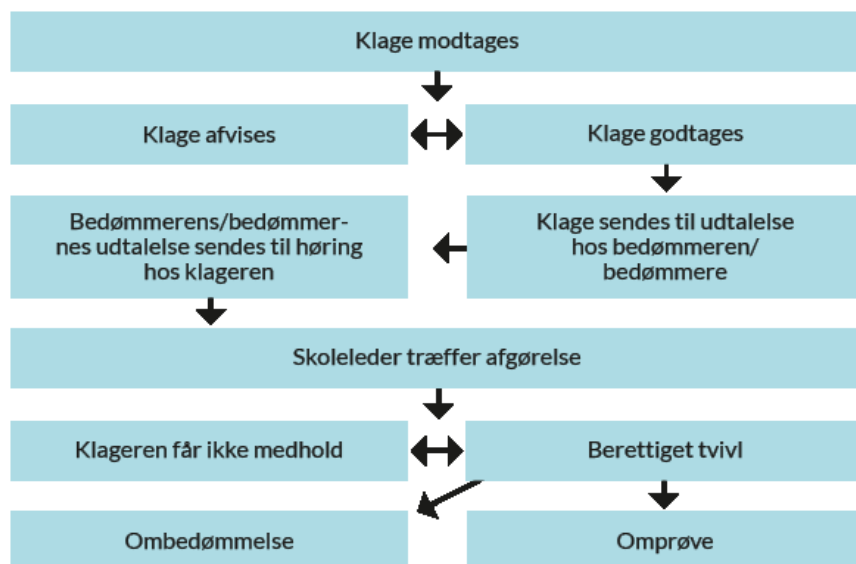 Klage modtages
Klage afvises
Klage godtages
Bedømmerens/bedømmer-
nes udtalelse sendes til høring
hos klageren
Klage sendes til udtalelse
hos bedømmeren/
bedømmere
Skoleleder træffer afgørelse
Klageren får ikke medhold
Berettiget tvivl
Ombedømmelse
Omprøve